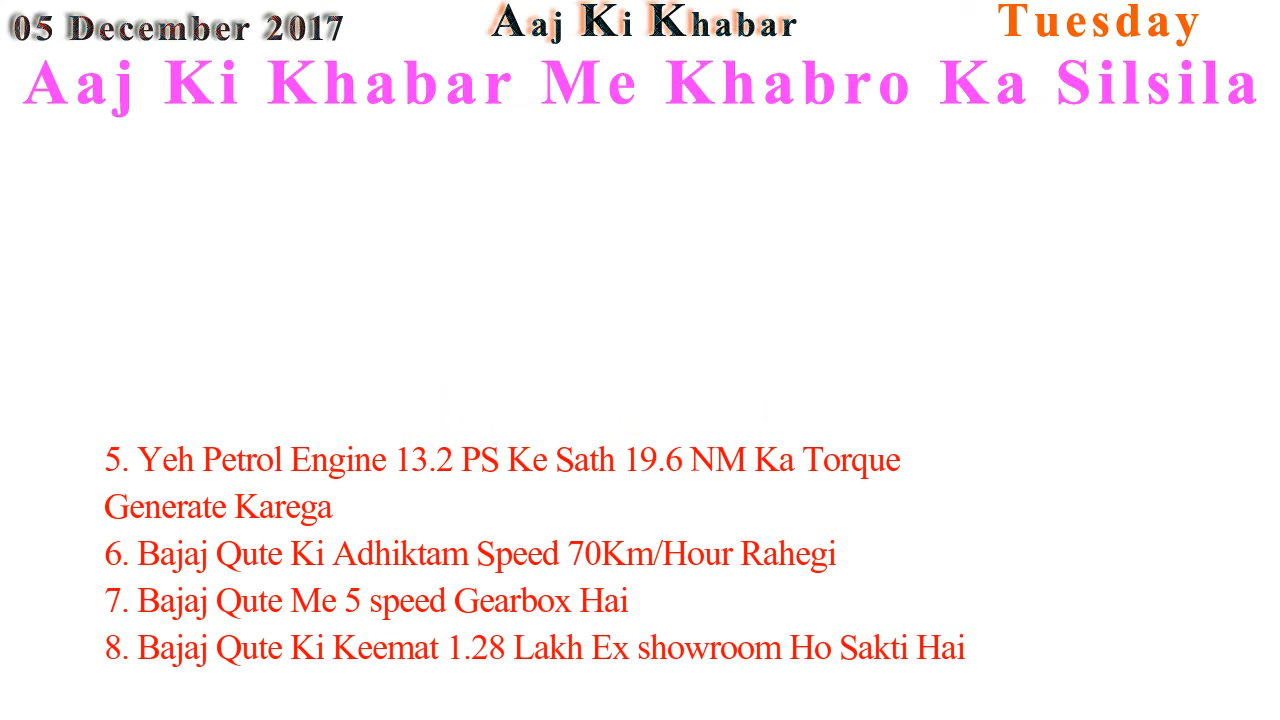 05 December 2017 Aaj Ki Khabar Tuesday
Aaj Ki Khabar Me Khabro Ka Silsila
5. Yeh Petrol Engine 13.2 PS Ke Sath 19.6 NM Ka Torque
Generate Karega
6. Bajaj Qute Ki Adhiktam Speed 70Km/Hour Rahegi
7. Bajaj Qute Me 5 speed Gearbox Hai
8. Bajaj Qute Ki Keemat 1.28 Lakh Ex showroom Ho Sakti Hai